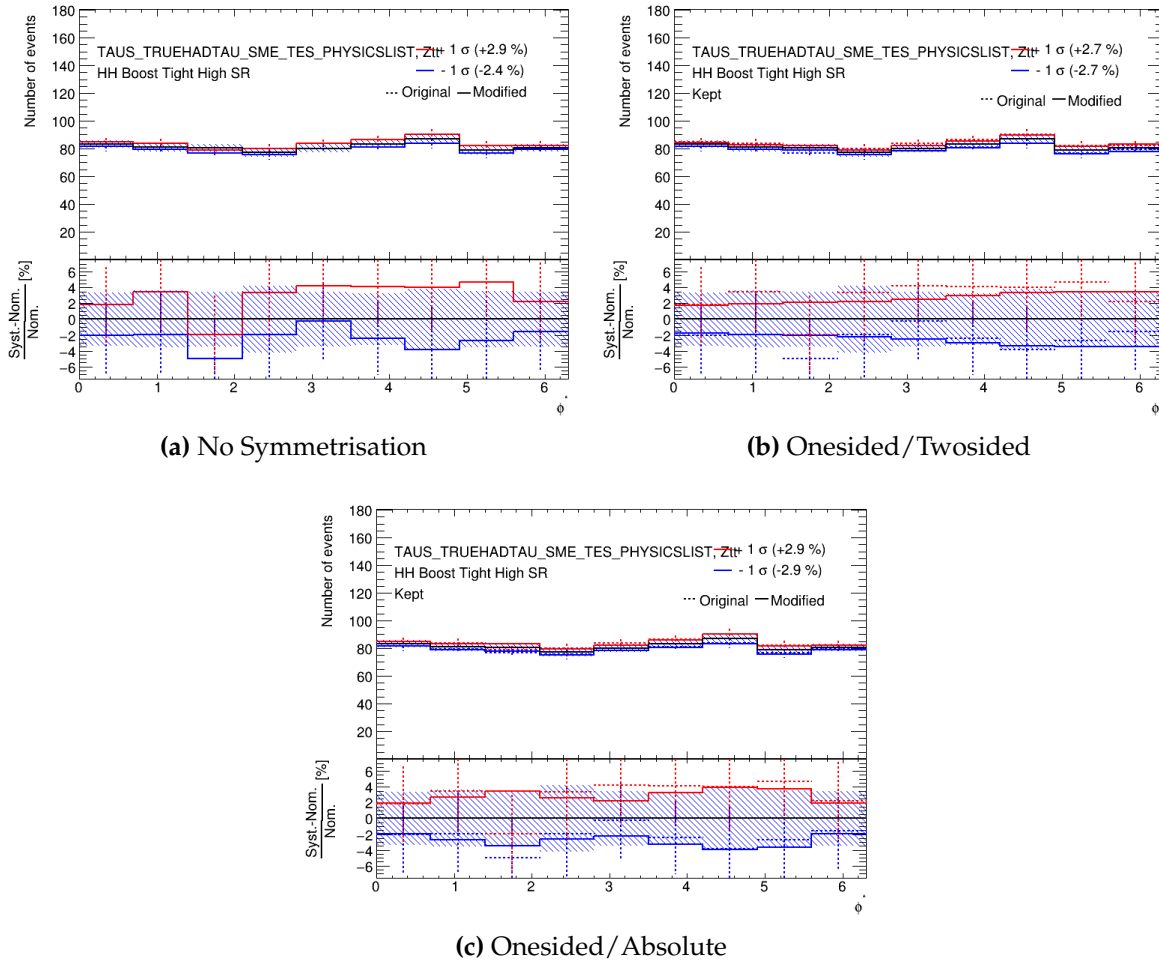 Number of events
180
160
140
120
100
80
60
40
20
TAUS_TRUEHADTAU_SME_TES_PHYSICSLIST, Ztt + 1 σ (+2.9 %)
HH Boost Tight High SR - 1 σ (-2.4 %)
Original Modified
Syst.-Nom.
Nom.
[%]
6
4
2
0
−2
−4
−6
0 1 2 3 4 5 6
ϕ*
(a) No Symmetrisation
Number of events
180
160
140
120
100
80
60
40
20
TAUS_TRUEHADTAU_SME_TES_PHYSICSLIST, Ztt + 1 σ (+2.7 %)
HH Boost Tight High SR - 1 σ (-2.7 %)
Kept
Original Modified
Syst.-Nom.
Nom.
[%]
6
4
2
0
−2
−4
−6
0 1 2 3 4 5 6
ϕ*
(b) Onesided/Twosided
Number of events
180
160
140
120
100
80
60
40
20
TAUS_TRUEHADTAU_SME_TES_PHYSICSLIST, Ztt + 1 σ (+2.9 %)
HH Boost Tight High SR - 1 σ (-2.9 %)
Kept
Original Modified
Syst.-Nom.
Nom.
[%]
6
4
2
0
−2
−4
−6
0 1 2 3 4 5 6
ϕ*
(c) Onesided/Absolute